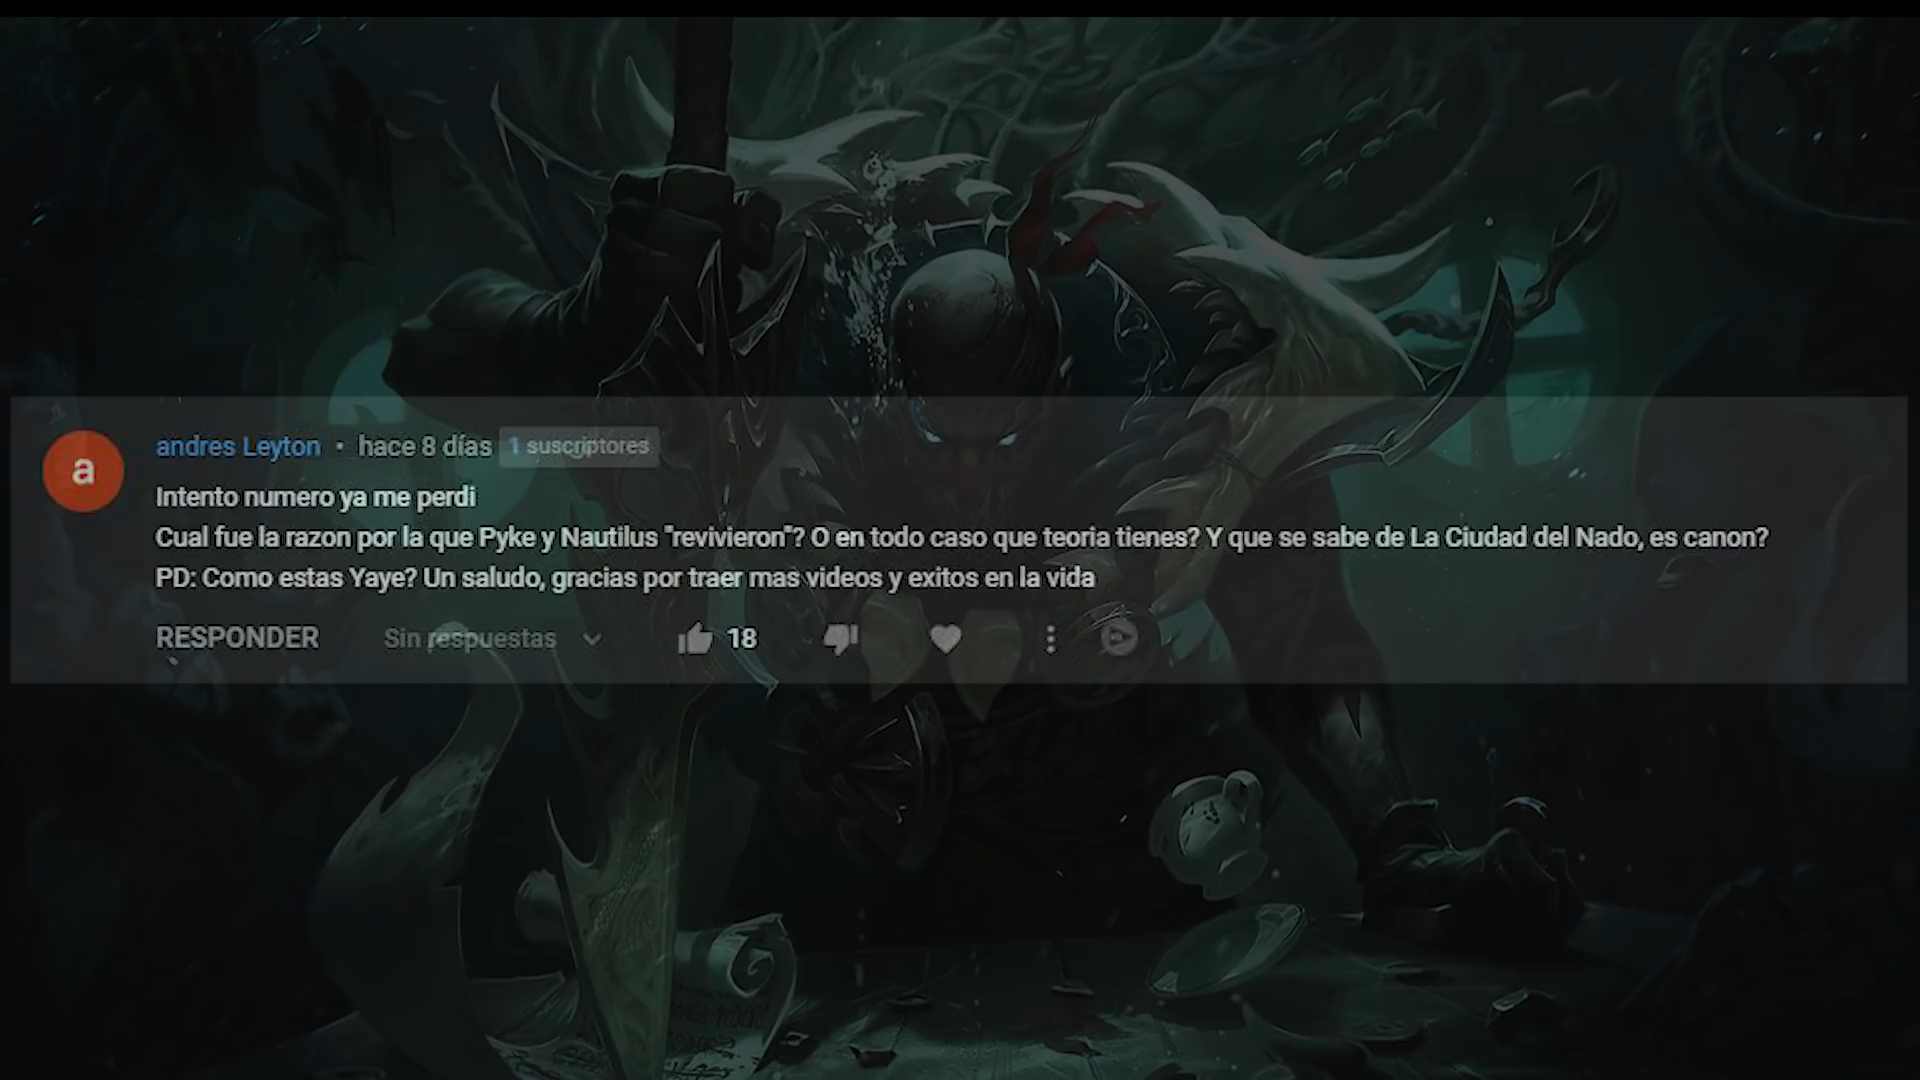 a
andres Leyton · hace 8 días 1 suscriptores
Intento numero ya me perdi
Cual fue la razon por la que Pyke y Nautilus "revivieron"? O en todo caso que teoria tienes? Y que se sabe de La Ciudad del Nado, es canon?
PD: Como estas Yaye? Un saludo, gracias por traer mas videos y exitos en la vida
RESPONDER Sin respuestas 18